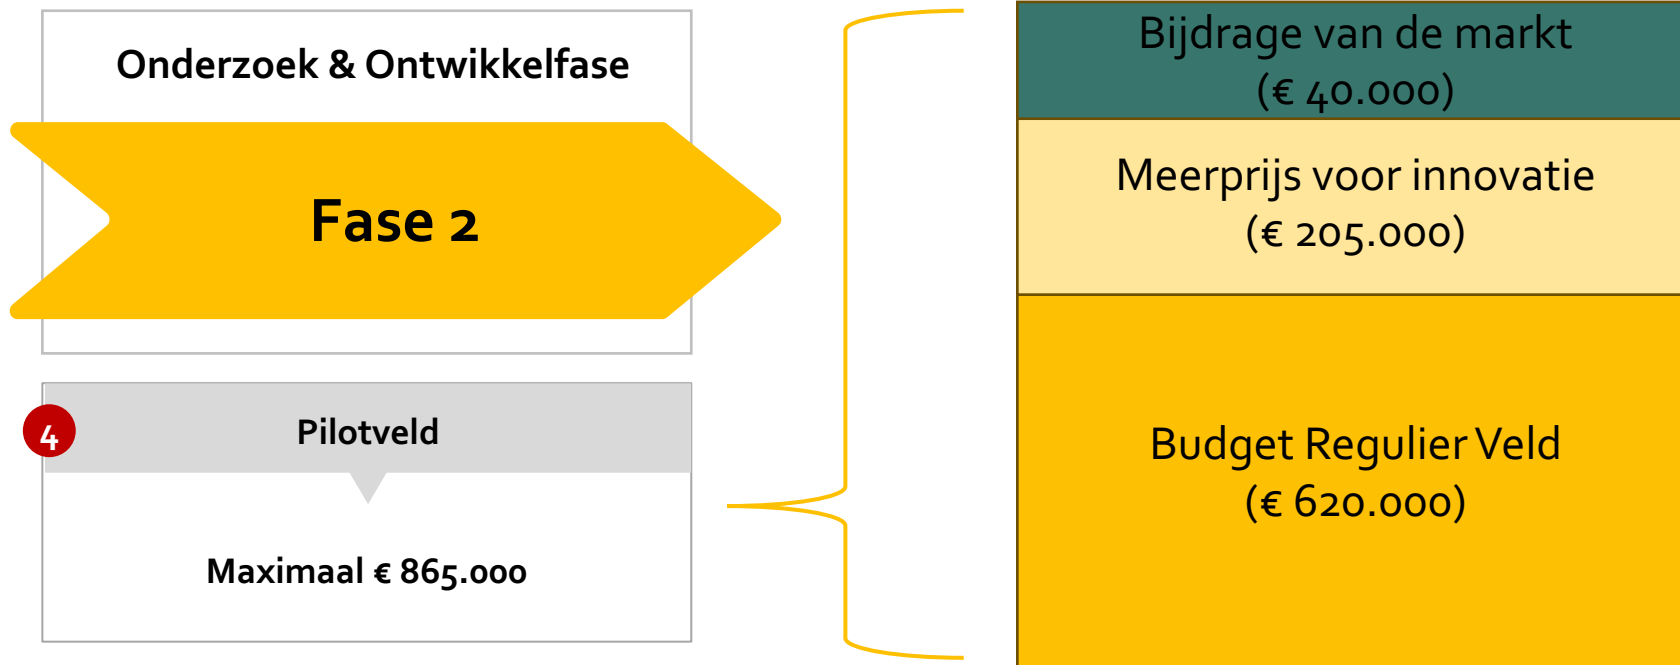 Onderzoek & Ontwikkelfase
Fase 2
4
Pilotveld
Maximaal € 865.000
Bijdrage van de markt
(€ 40.000)
Meerprijs voor innovatie
(€ 205.000)
Budget Regulier Veld
(€ 620.000)